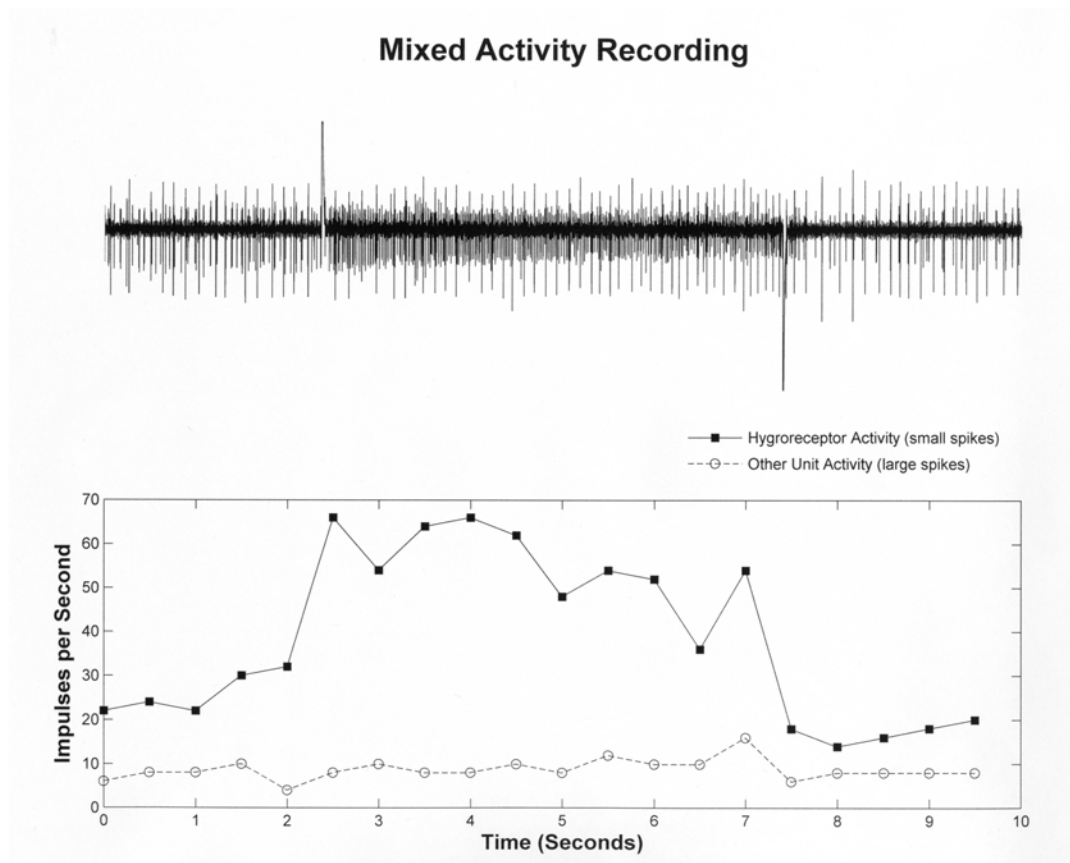 Mixed Activity Recording
Hygroreceptor Activity (small spikes)
Other Unit Activity (large spikes)
70
60
50
40
30
20
10
0
Impulses per Second
0 1 2 3 4 5 6 7 8 9 10
Time (Seconds)